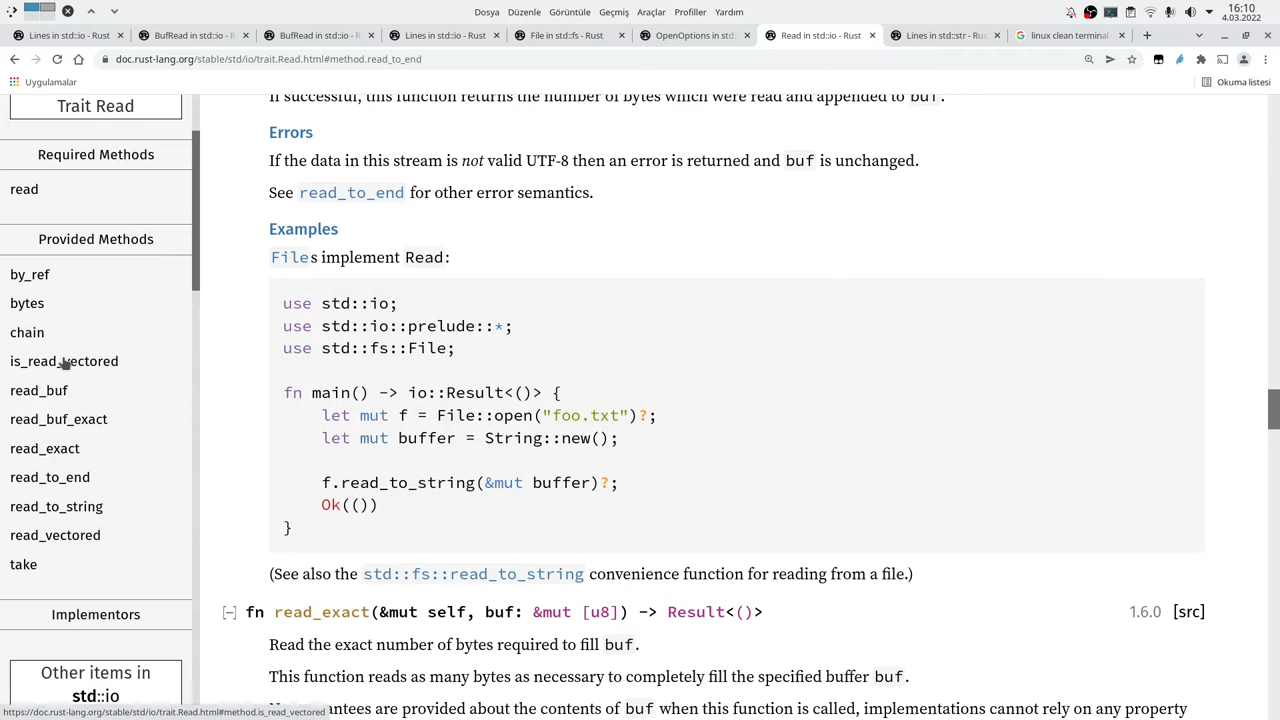 Dosya Düzenle Görüntüle Geçmiş Araçlar Profiller Yardım
16:10
4.03.2022
Lines in std::io - Rust
BufRead in std::io - R
BufRead in std::io - R
Lines in std::io - Rust
File in std::fs - Rust
OpenOptions in std:
Read in std::io - Rust
Lines in std::str - Rus
linux clean terminal
doc.rust-lang.org/stable/std/io/trait.Read.html#method.read_to_end
Uygulamalar
Okuma listesi
Trait Read
Required Methods
read
Provided Methods
by_ref
bytes
chain
is_read_vectored
read_buf
read_buf_exact
read_exact
read_to_end
read_to_string
read_vectored
take
Implementors
Other items in
std::io
https://doc.rust-lang.org/stable/std/io/trait.Read.html#method.is_read_vectored
If successful, this function returns the number of bytes which were read and appended to buf.
Errors
If the data in this stream is not valid UTF-8 then an error is returned and buf is unchanged.
See read_to_end for other error semantics.
Examples
Files implement Read:
use std::io;
use std::io::prelude::*;
use std::fs::File;
fn main() -> io::Result<()> {
let mut f = File::open("foo.txt")?;
let mut buffer = String::new();
f.read_to_string(&mut buffer)?;
Ok(())
}
(See also the std::fs::read_to_string convenience function for reading from a file.)
[-] fn read_exact(&mut self, buf: &mut [u8]) -> Result<()> 1.6.0 [src]
Read the exact number of bytes required to fill buf.
This function reads as many bytes as necessary to completely fill the specified buffer buf.
guarantees are provided about the contents of buf when this function is called, implementations cannot rely on any property